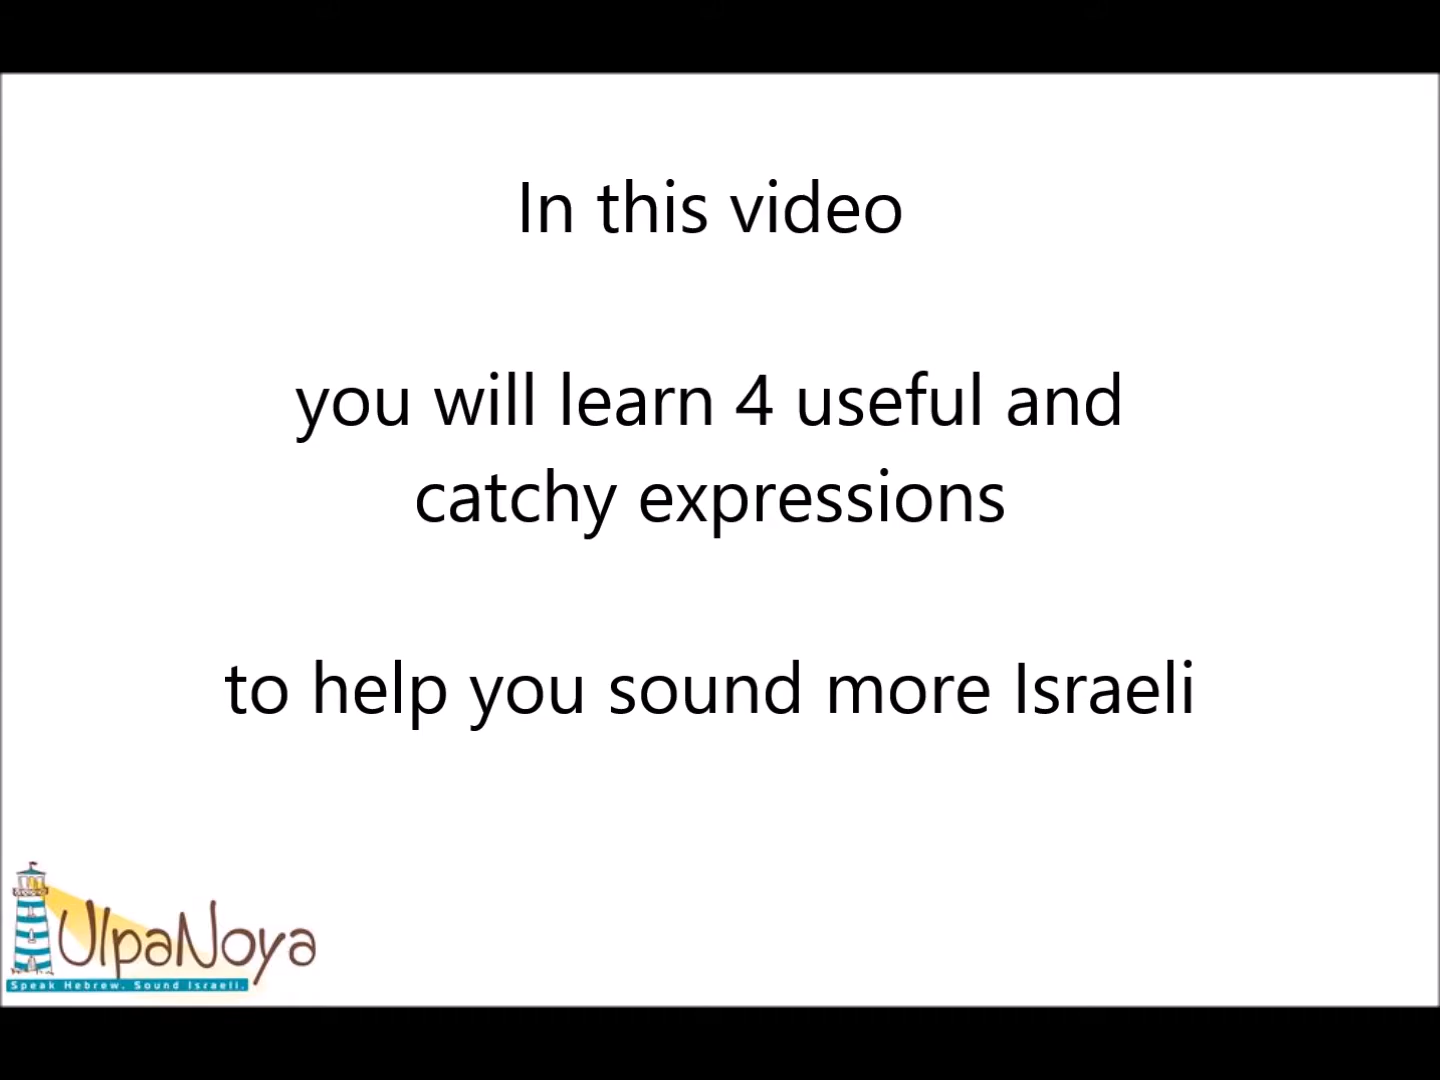 In this video
you will learn 4 useful and
catchy expressions
to help you sound more Israeli
UlpaNoya
Speak Hebrew. Sound Israeli.